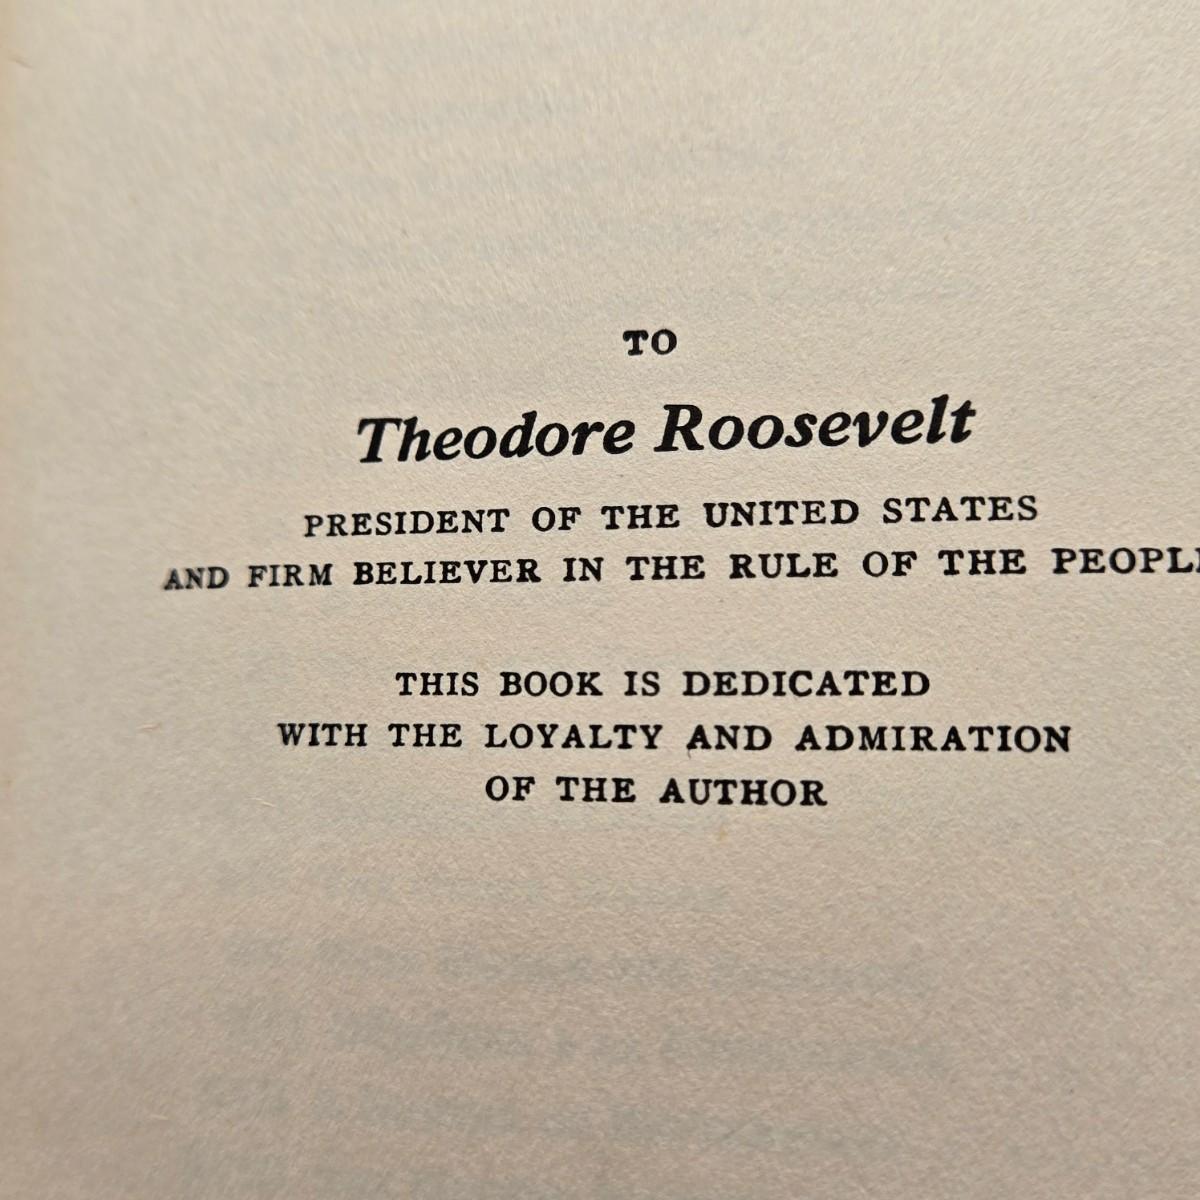 TO
Theodore Roosevelt
PRESIDENT OF THE UNITED STATES
AND FIRM BELIEVER IN THE RULE OF THE PEOPLE
THIS BOOK IS DEDICATED
WITH THE LOYALTY AND ADMIRATION
OF THE AUTHOR